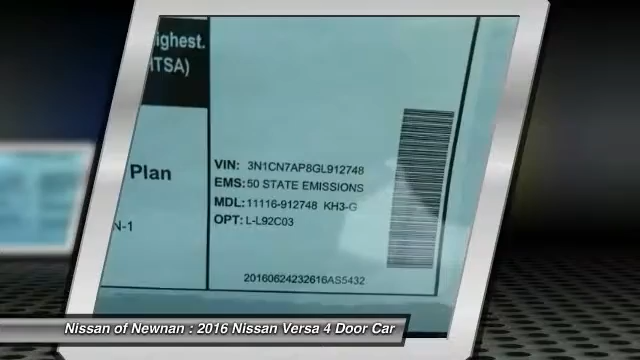 ighest.
ITSA)
Plan
N-1
VIN: 3N1CN7AP8GL912748
EMS: 50 STATE EMISSIONS
MDL: 11116-912748 KH3-G
OPT: L-L92C03
20160624232616AS5432
Nissan of Newnan : 2016 Nissan Versa 4 Door Car